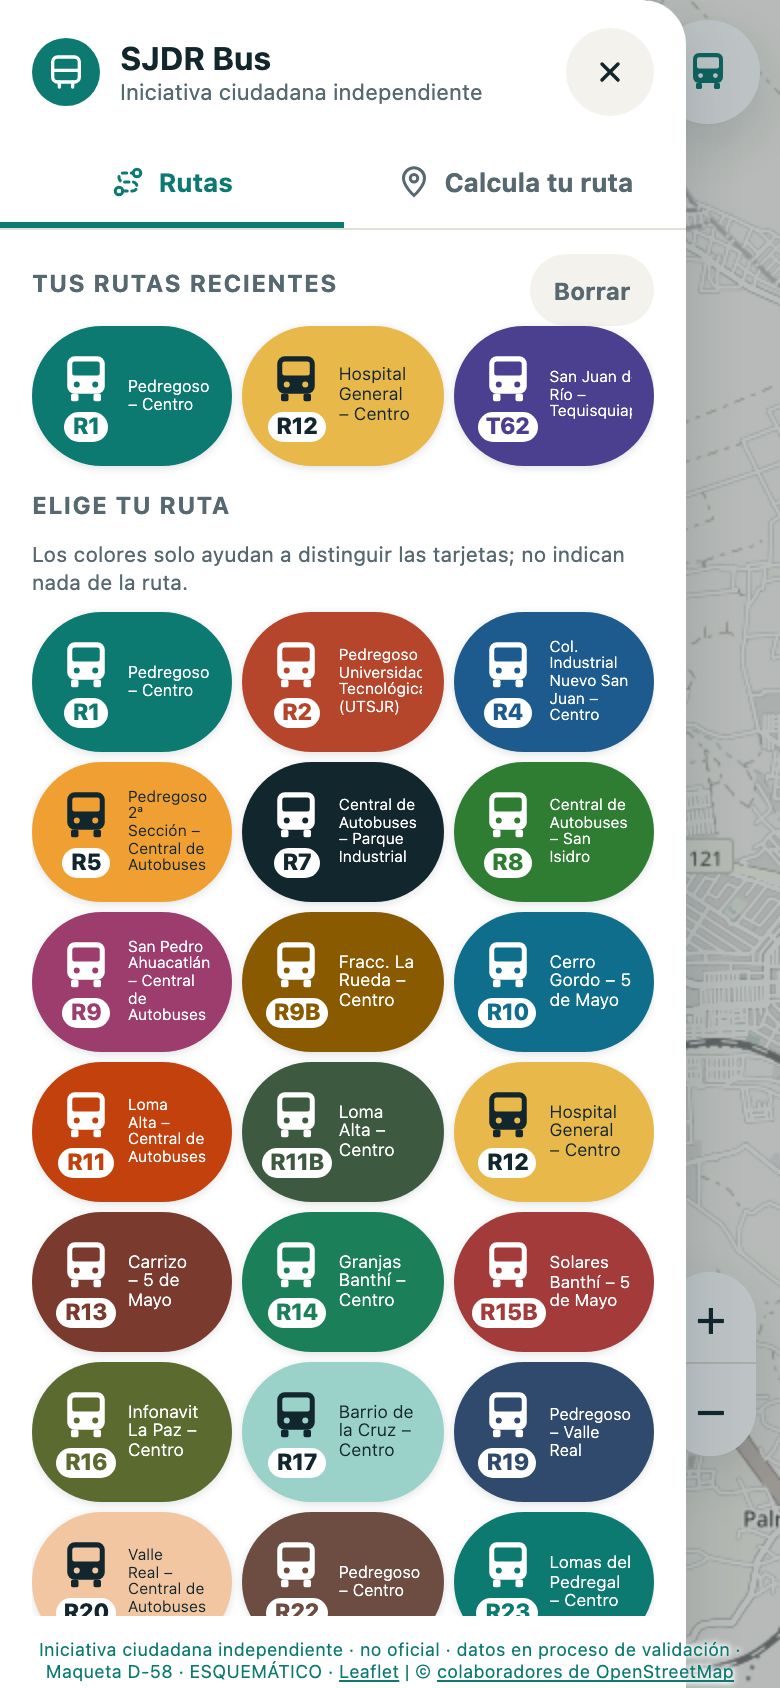 SJDR Bus
Iniciativa ciudadana independiente
Rutas
Calcula tu ruta
TUS RUTAS RECIENTES
Borrar
R1
Pedregoso
– Centro
R12
Hospital
General
– Centro
T62
San Juan d
Río –
Tequisquia
ELIGE TU RUTA
Los colores solo ayudan a distinguir las tarjetas; no indican
nada de la ruta.
R1
Pedregoso
– Centro
R2
Pedregoso
Universidad
Tecnológica
(UTSJR)
R4
Col.
Industrial
Nuevo San
Juan –
Centro
R5
Pedregoso
2ª
Sección –
Central de
Autobuses
R7
Central de
Autobuses
– Parque
Industrial
R8
Central de
Autobuses
– San
Isidro
121
R9
San Pedro
Ahuacatlán
– Central
de
Autobuses
R9B
Fracc. La
Rueda –
Centro
R10
Cerro
Gordo – 5
de Mayo
R11
Loma
Alta –
Central de
Autobuses
R11B
Loma
Alta –
Centro
R12
Hospital
General
– Centro
R13
Carrizo
– 5 de
Mayo
R14
Granjas
Banthí –
Centro
R15B
Solares
Banthí – 5
de Mayo
+
−
R16
Infonavit
La Paz –
Centro
R17
Barrio de
la Cruz –
Centro
R19
Pedregoso
– Valle
Real
Palr
R20
Valle
Real –
Central de
Autobuses
R22
Pedregoso
– Centro
R23
Lomas del
Pedregal
– Centro
Iniciativa ciudadana independiente · no oficial · datos en proceso de validación ·
Maqueta D-58 · ESQUEMÁTICO · Leaflet | © colaboradores de OpenStreetMap